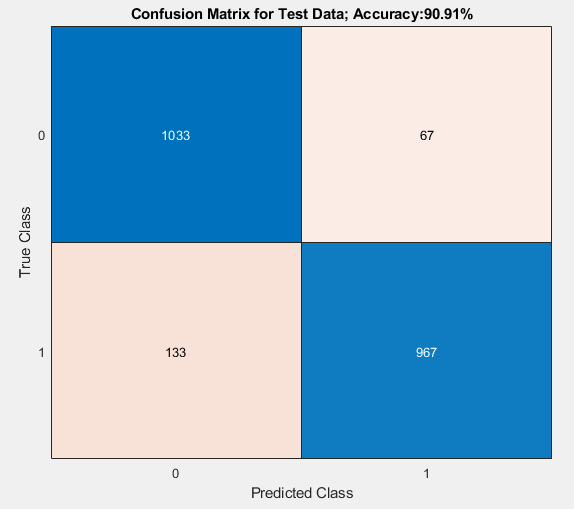 Confusion Matrix for Test Data; Accuracy:90.91%
0
1033
67
True Class
1
133
967
0
1
Predicted Class